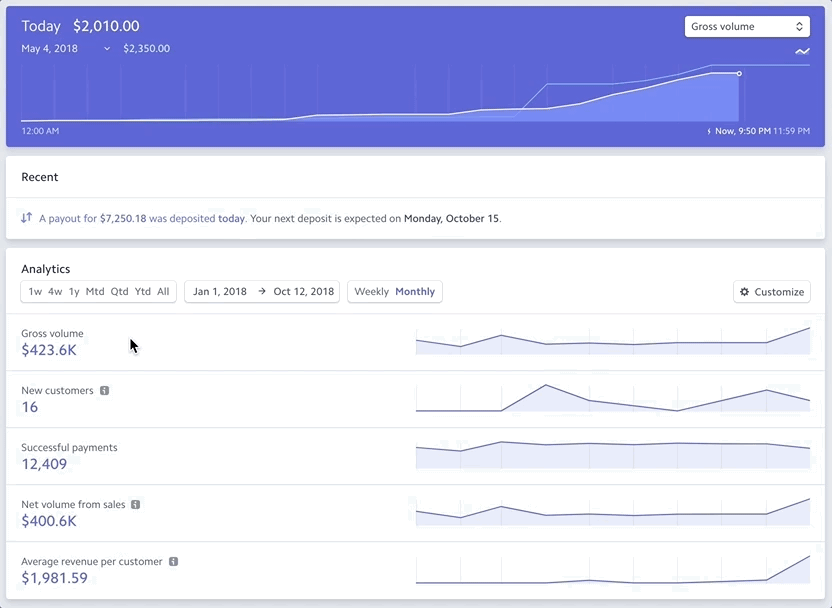 Today $2,010.00
Gross volume
May 4, 2018 $2,350.00
12:00 AM
Now, 9:50 PM 11:59 PM
Recent
A payout for $7,250.18 was deposited today. Your next deposit is expected on Monday, October 15.
Analytics
1w 4w 1y Mtd Qtd Ytd All
Jan 1, 2018 → Oct 12, 2018
Weekly Monthly
Customize
Gross volume
$423.6K
New customers i
16
Successful payments
12,409
Net volume from sales i
$400.6K
Average revenue per customer i
$1,981.59